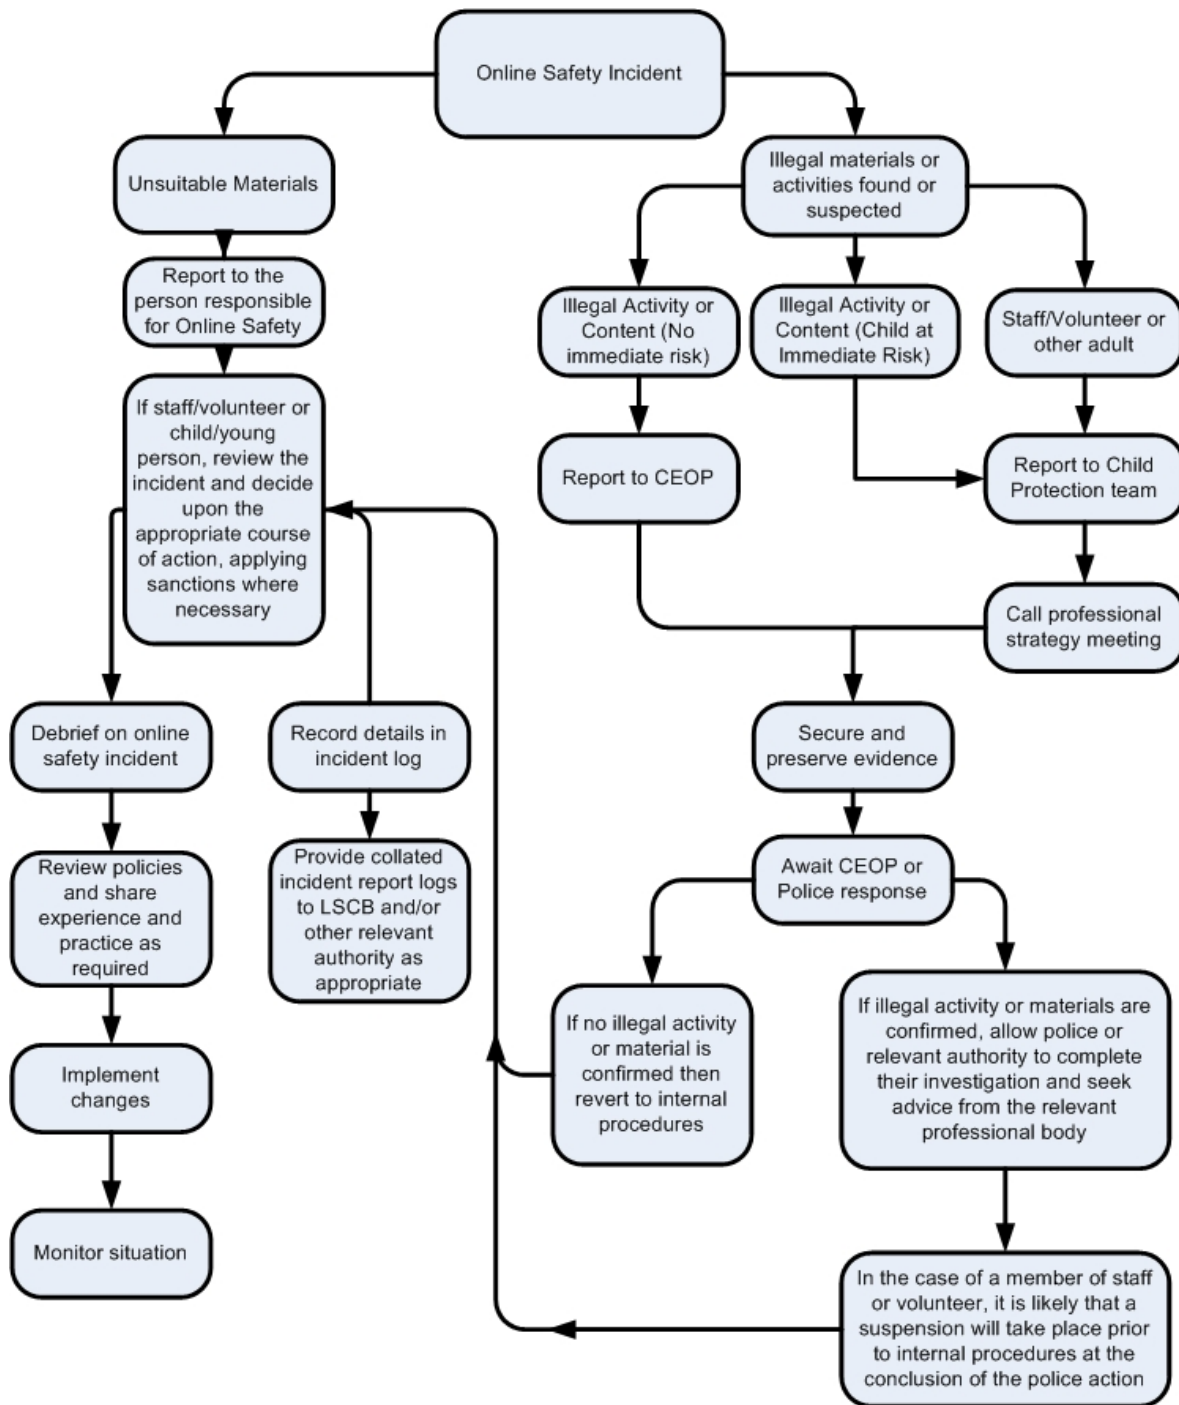 Online Safety Incident
Unsuitable Materials
Illegal materials or
activities found or
suspected
Report to the
person responsible
for Online Safety
Illegal Activity or
Content (No
immediate risk)
Illegal Activity or
Content (Child at
Immediate Risk)
Staff/Volunteer or
other adult
If staff/volunteer or
child/young
person, review the
incident and decide
upon the
appropriate course
of action, applying
sanctions where
necessary
Report to CEOP
Report to Child
Protection team
Call professional
strategy meeting
Debrief on online
safety incident
Record details in
incident log
Secure and
preserve evidence
Review policies
and share
experience and
practice as
required
Provide collated
incident report logs
to LSCB and/or
other relevant
authority as
appropriate
Await CEOP or
Police response
If no illegal activity
or material is
confirmed then
revert to internal
procedures
If illegal activity or materials are
confirmed, allow police or
relevant authority to complete
their investigation and seek
advice from the relevant
professional body
Implement
changes
Monitor situation
In the case of a member of staff
or volunteer, it is likely that a
suspension will take place prior
to internal procedures at the
conclusion of the police action